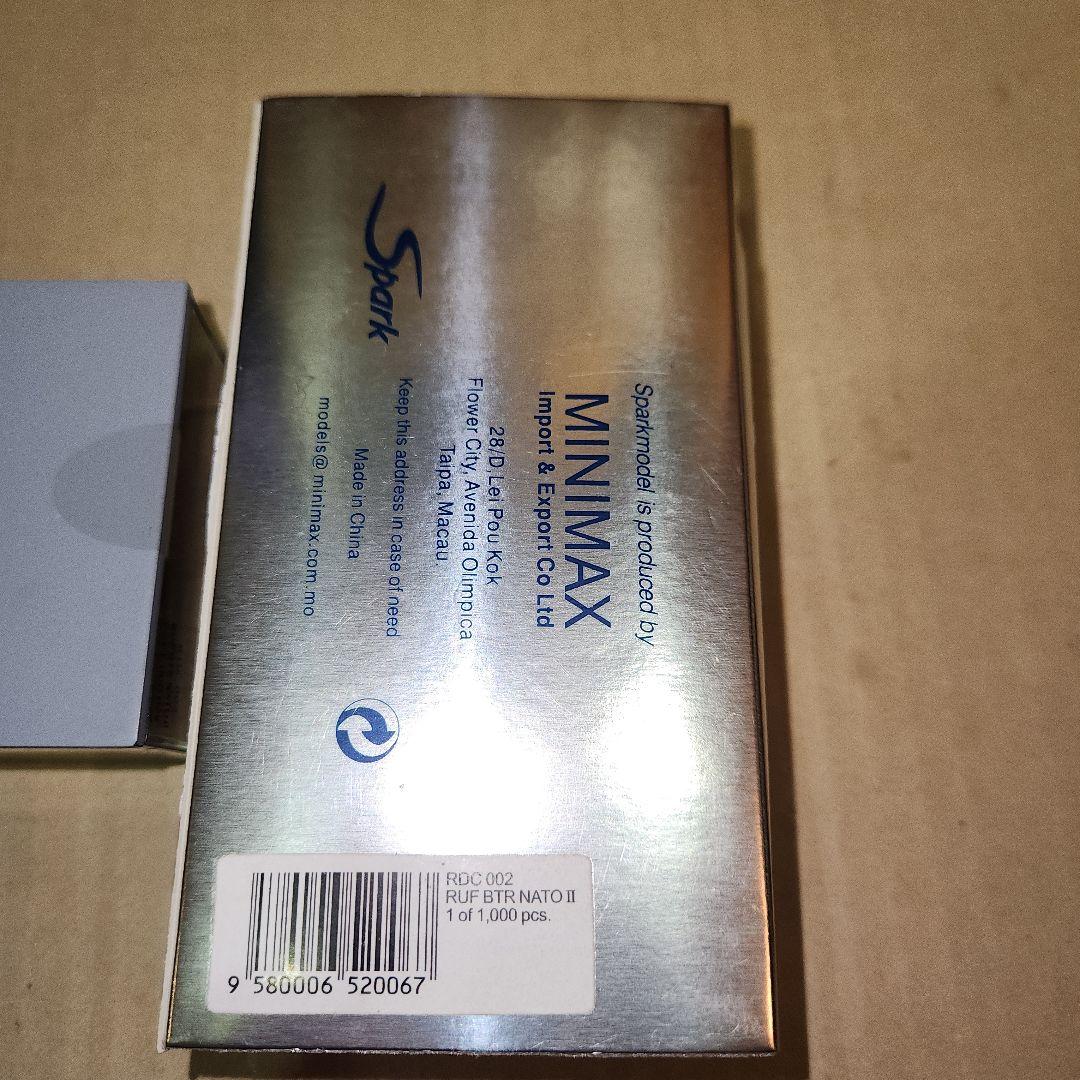 Spark
Sparkmodel is produced by
MINIMAX
Import & Export Co Ltd
28/D, Lei Pou Kok
Flower City, Avenida Olimpica
Taipa, Macau.
Keep this address in case of need
Made in China
models@minimax.com.mo
RDC 002
RUF BTR NATO II
1 of 1,000 pcs.
9 580006 520067